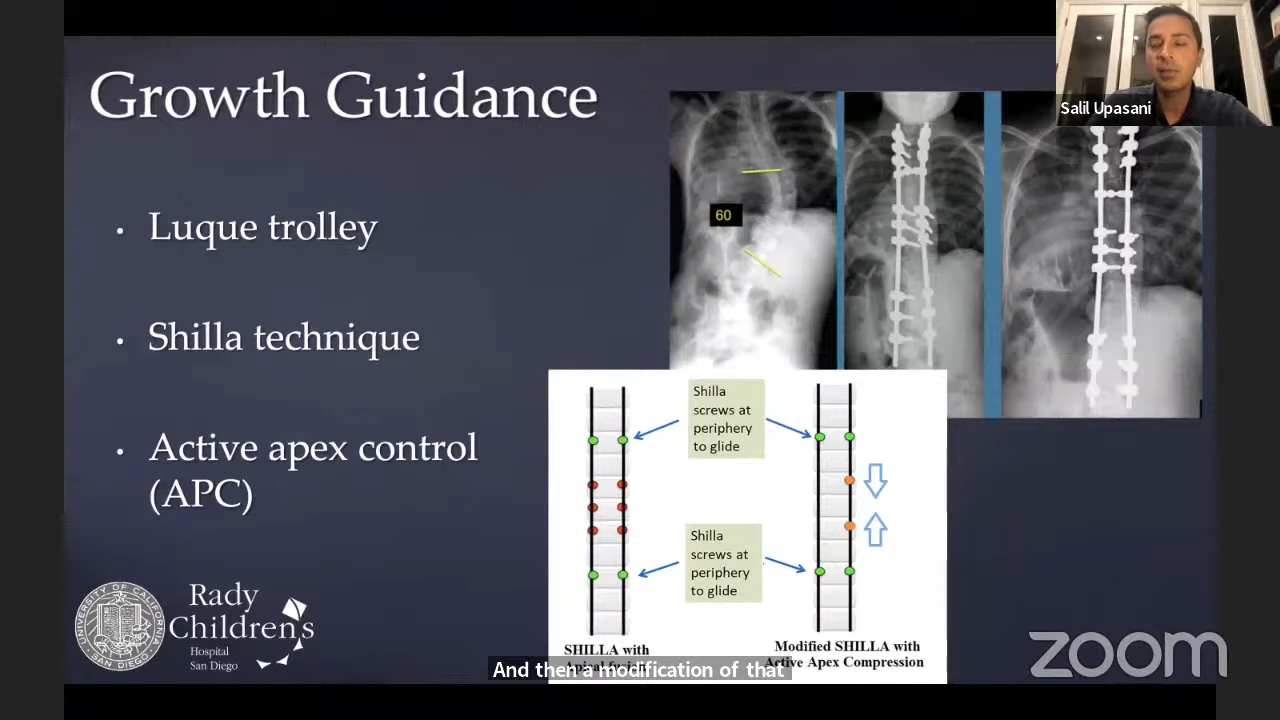 Growth Guidance
Salil Upasani
• Luque trolley
• Shilla technique
• Active apex control
(APC)
60
Shilla
screws at
periphery
to glide
Shilla
screws at
periphery
to glide
SHILLA with
Modified SHILLA with
Active Apex Compression
UNIVERSITY OF CALIFORNIA
SAN DIEGO
Rady
Children's
Hospital
San Diego
And then a modification of that
zoom